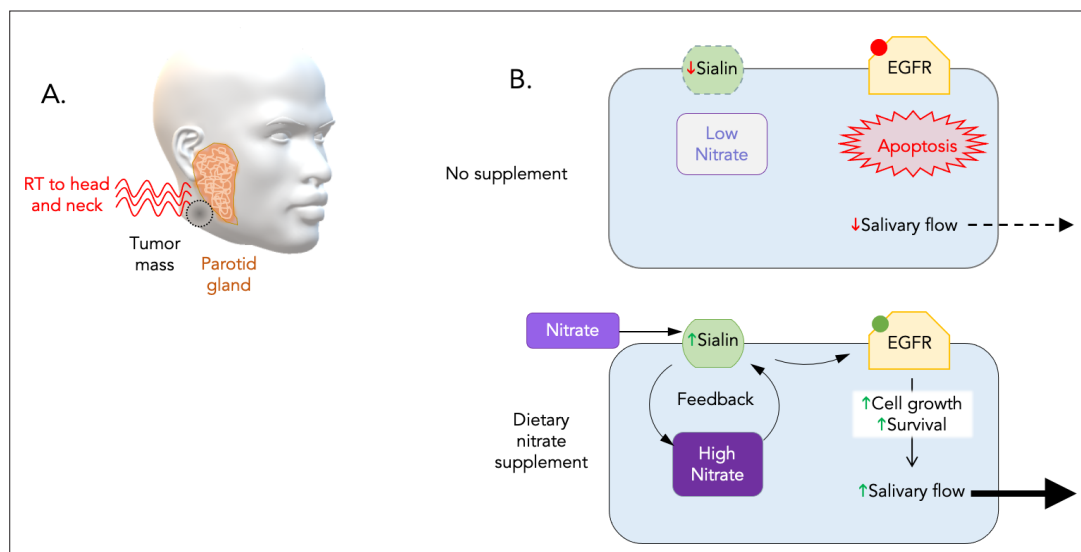 A.
RT to head
and neck
Tumor
mass
Parotid
gland
B.
No supplement
↓Sialin
EGFR
Low
Nitrate
Apoptosis
↓Salivary flow
Dietary
nitrate
supplement
Nitrate
↑Sialin
EGFR
Feedback
High
Nitrate
↑Cell growth
↑Survival
↑Salivary flow